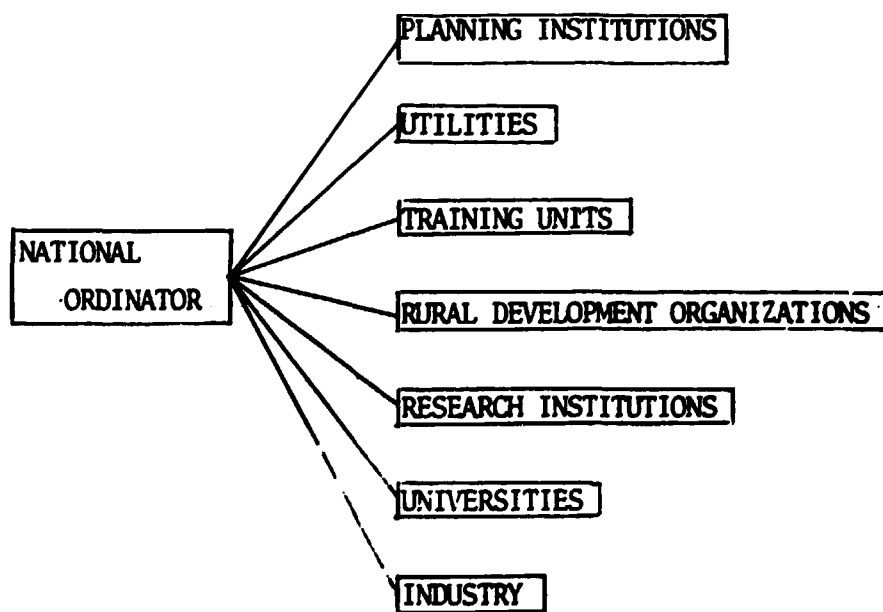 PLANNING INSTITUTIONS
UTILITIES
TRAINING UNITS
NATIONAL
·ORDINATOR
RURAL DEVELOPMENT ORGANIZATIONS
RESEARCH INSTITUTIONS
UNIVERSITIES
INDUSTRY